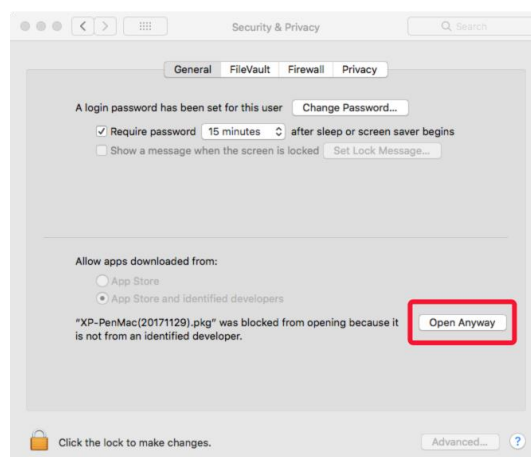 Security & Privacy
Search
General FileVault Firewall Privacy
A login password has been set for this user Change Password...
Require password 15 minutes after sleep or screen saver begins
Show a message when the screen is locked Set Lock Message...
Allow apps downloaded from:
App Store
App Store and identified developers
"XP-PenMac(20171129).pkg" was blocked from opening because it
is not from an identified developer.
Open Anyway
Click the lock to make changes.
Advanced...
?